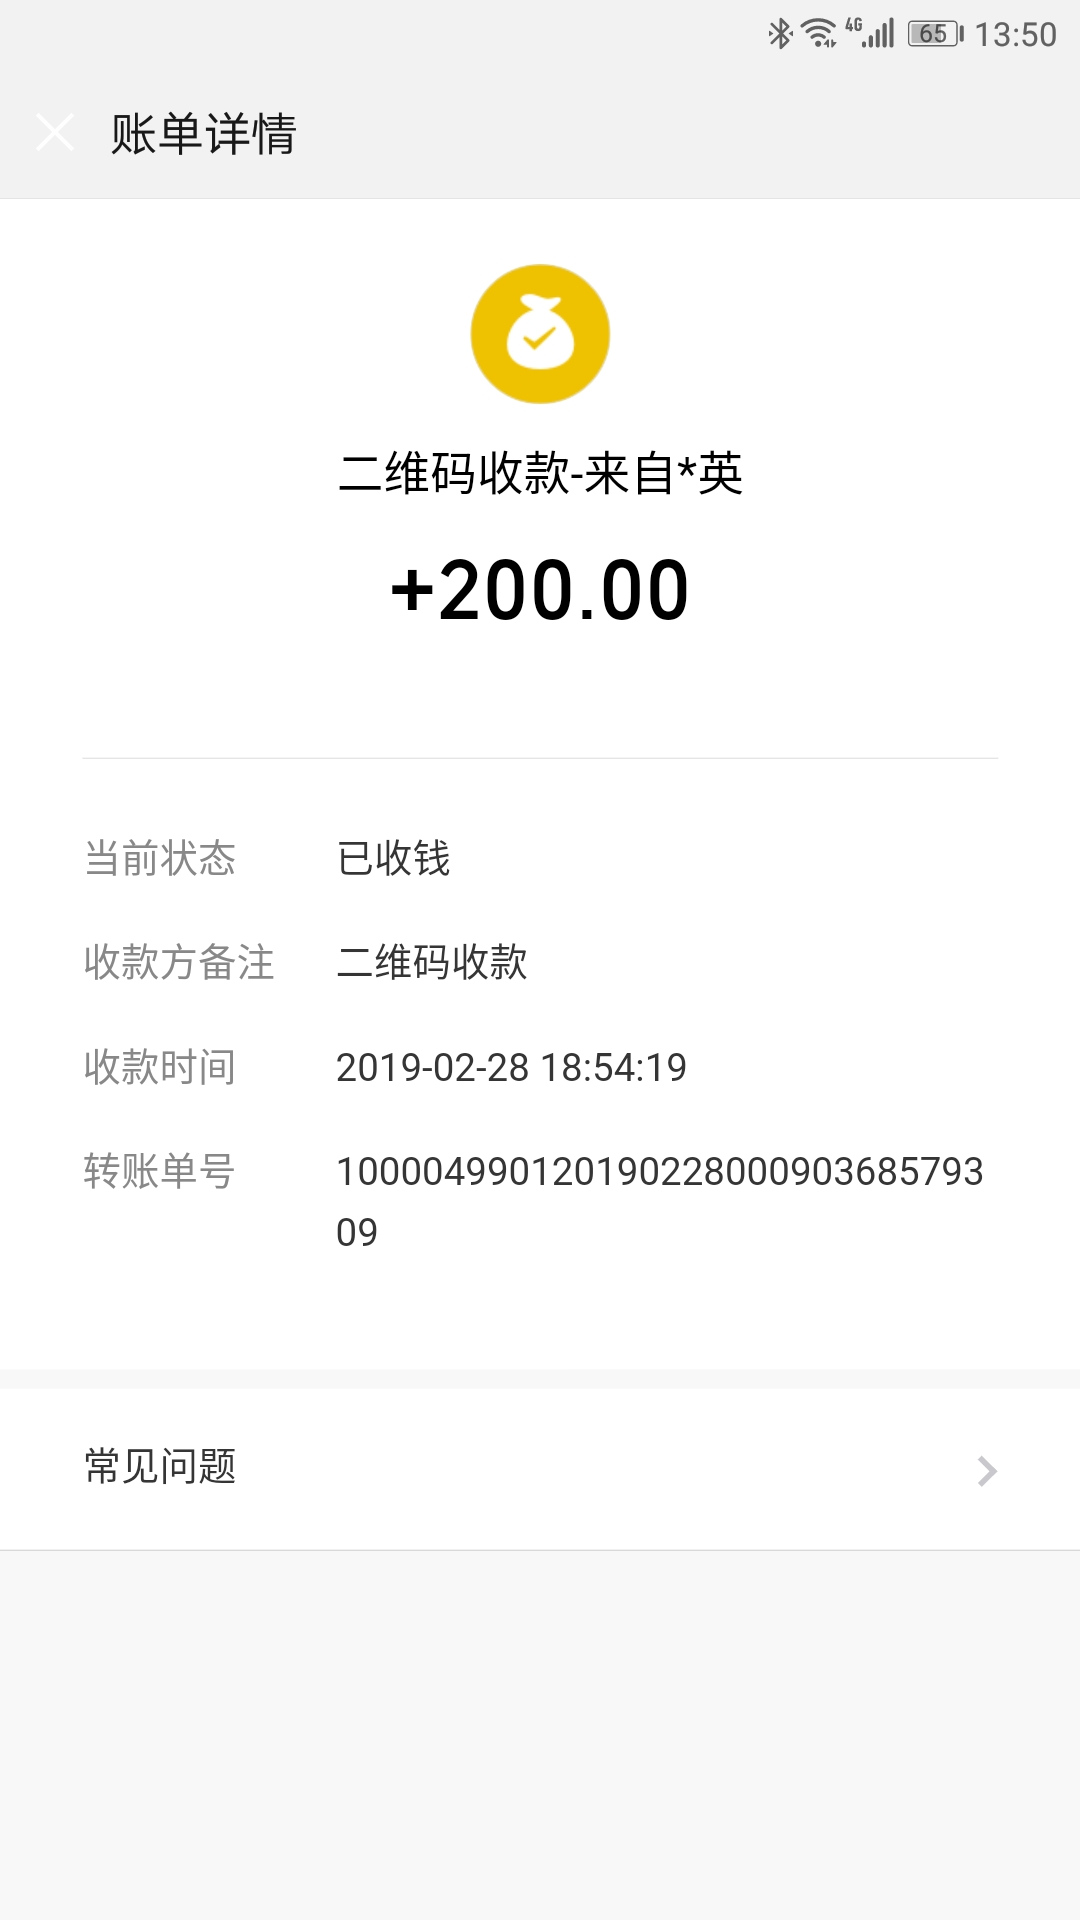 4G 65 13:50
账单详情
二维码收款-来自*英
+200.00
当前状态 已收钱
收款方备注 二维码收款
收款时间 2019-02-28 18:54:19
转账单号 100004990120190228000903685793
09
常见问题